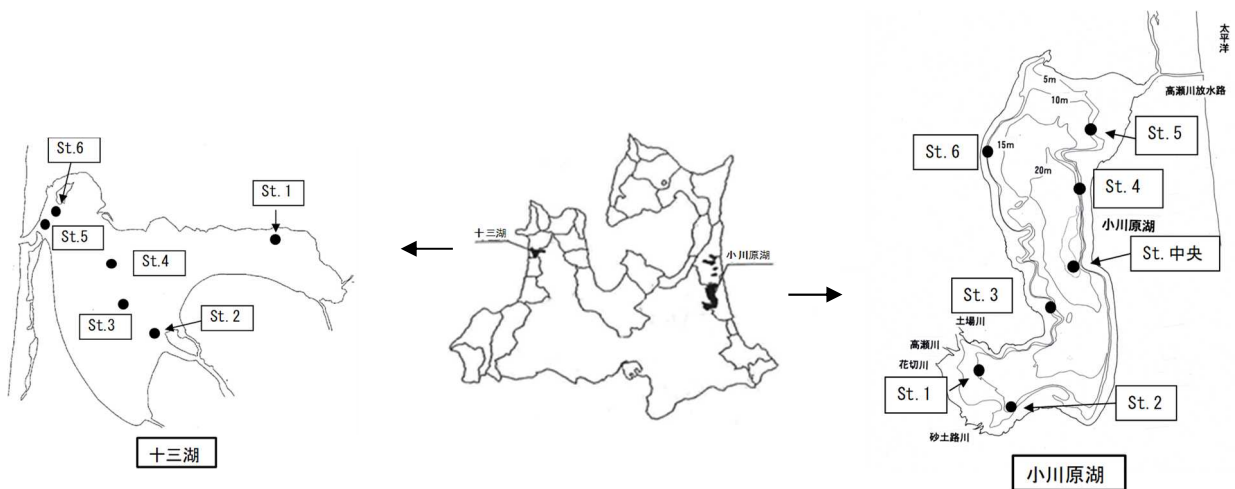 St.6
St.1
St.5
St.4
St.3
St.2
十三湖
十三湖
小川原湖
太平洋
5m
高瀬川放水路
10m
St.5
St.6
15m
20m
St.4
小川原湖
St.中央
St.3
土場川
高瀬川
花切川
St.1
St.2
砂土路川
小川原湖